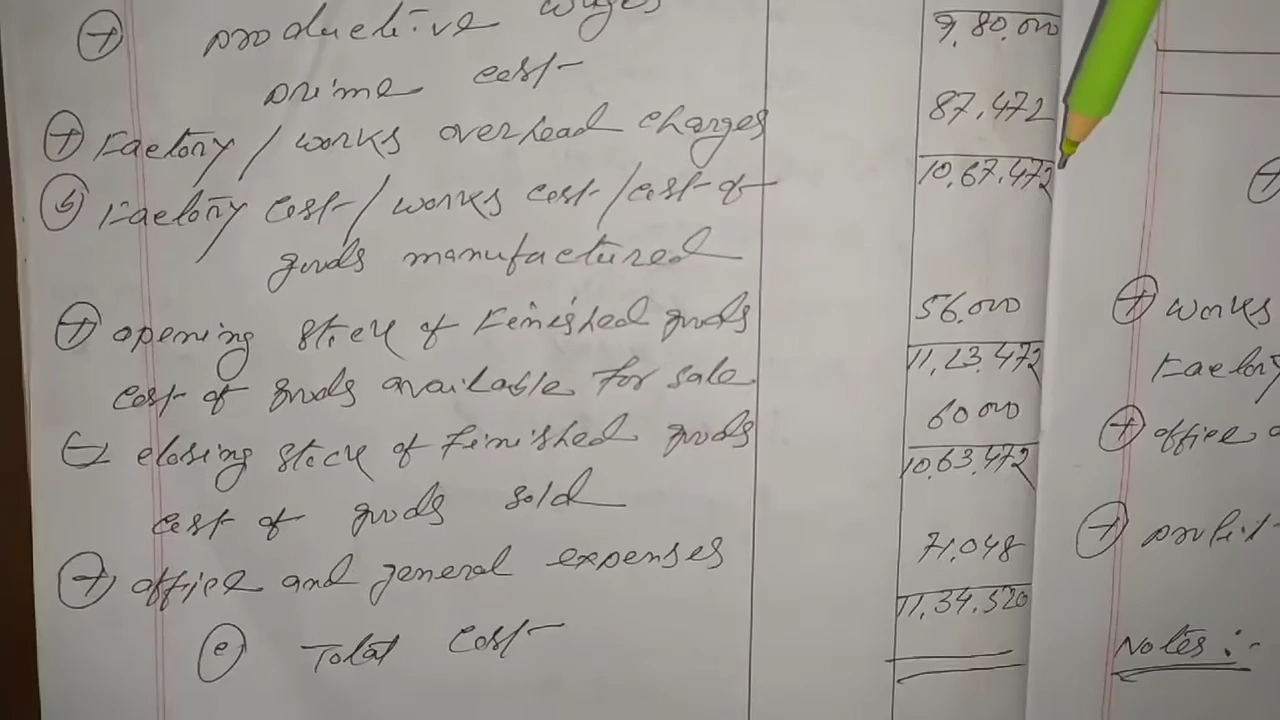 (+) productive wages
9,80,000
prime cost
(+) Factory / works overhead charges
87,472
(b) Factory cost / works cost / cost of
10,67,472
goods manufactured
(+) opening stock of Finished goods
56,000
cost of goods available for sale
11,23,472
(-) closing stock of finished goods
60000
cost of goods sold
10,63,472
(+) office and general expenses
71,048
(c) Total cost
11,34,520
(+)
(+) works
Factory
(+) office
(+) profit
Notes :-